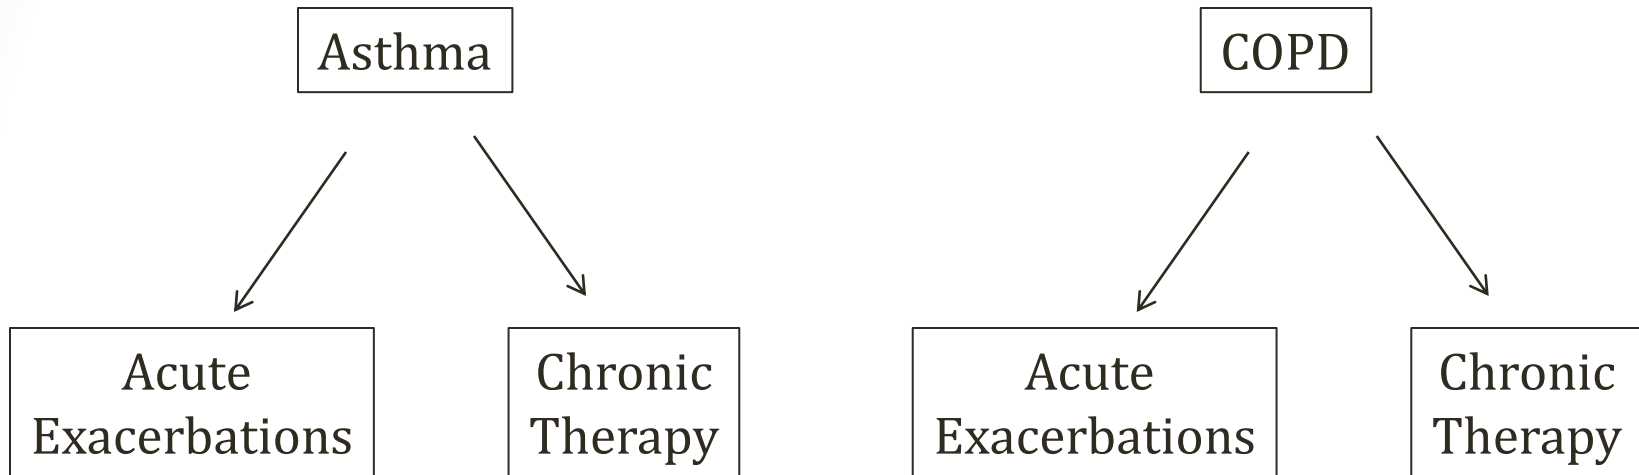 Asthma
COPD
Acute
Exacerbations
Chronic
Therapy
Acute
Exacerbations
Chronic
Therapy